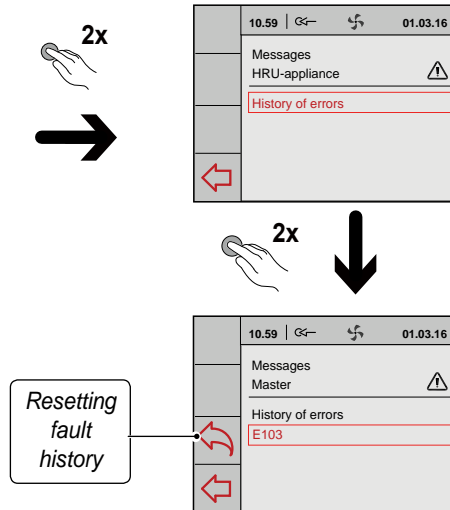 2x
10.59
01.03.16
Messages
HRU-appliance
History of errors
2x
10.59
01.03.16
Messages
Master
History of errors
E103
Resetting
fault
history